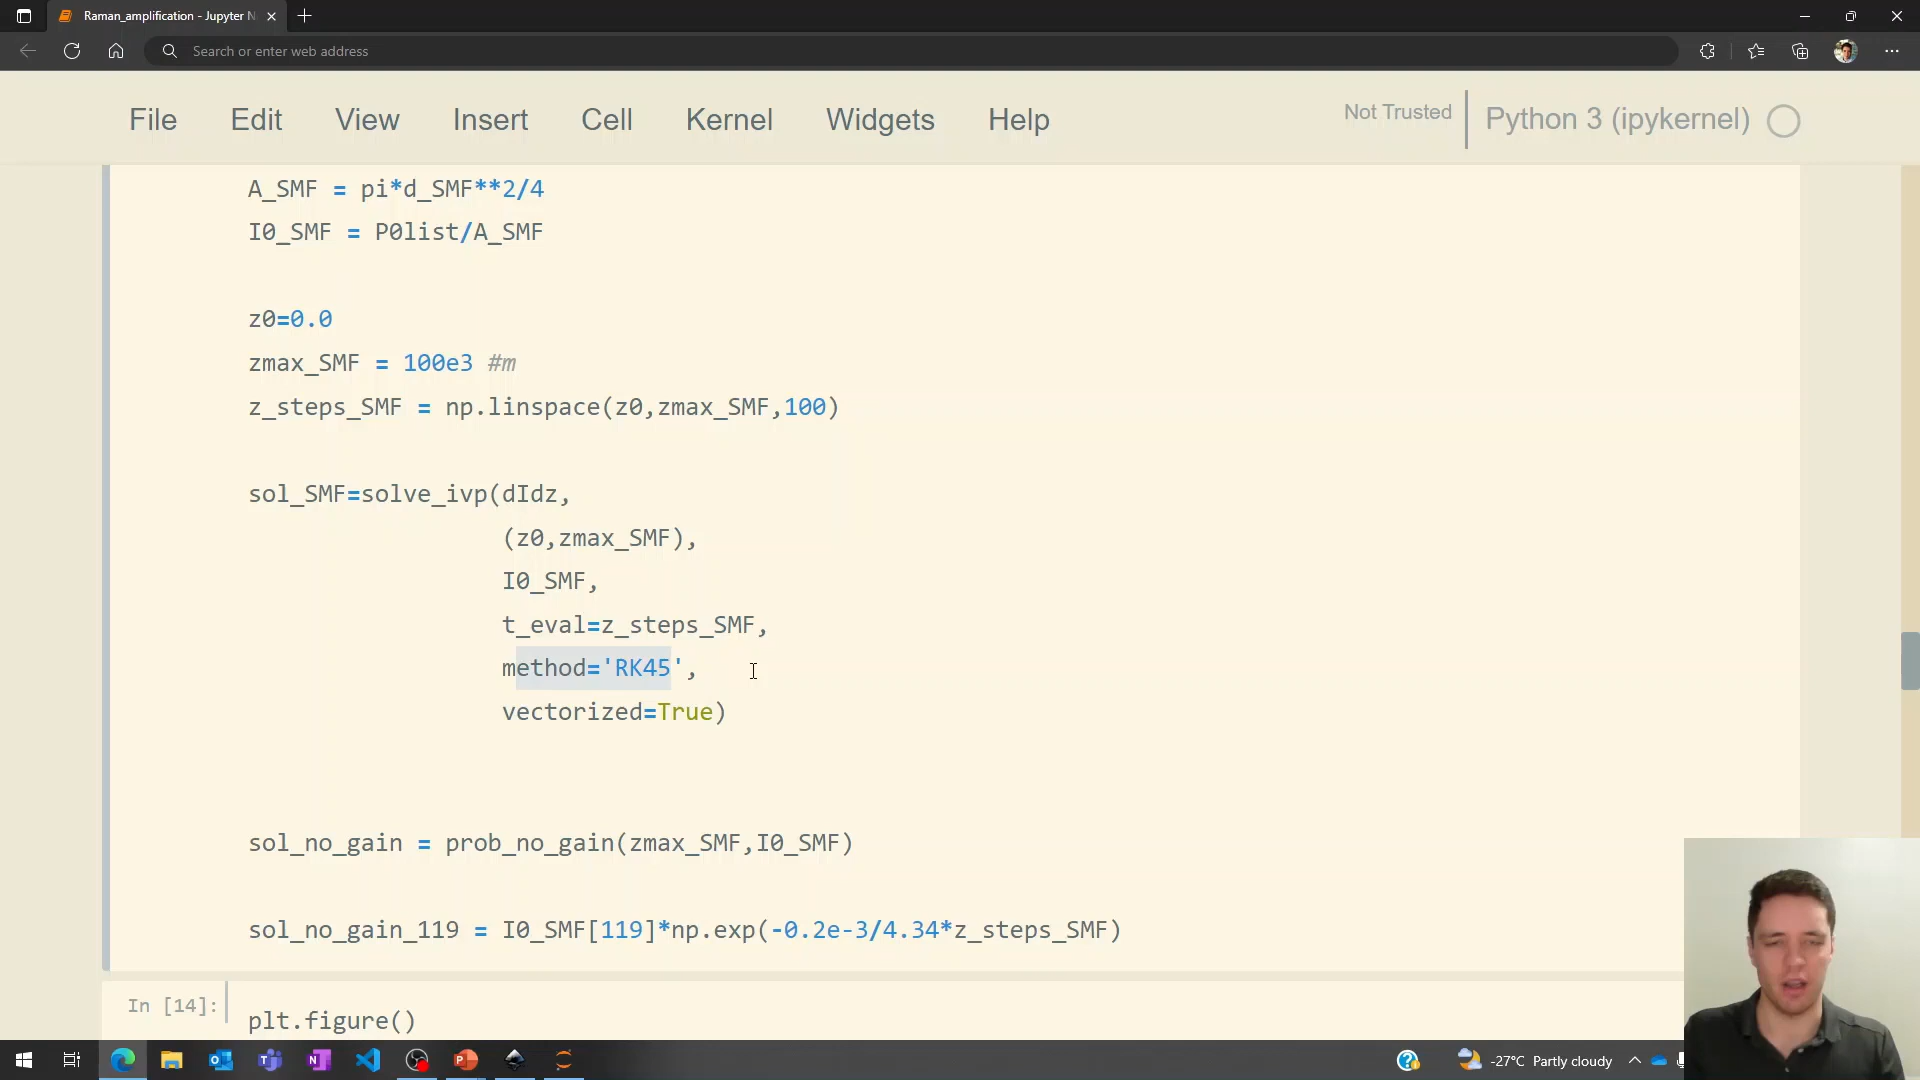 Raman_amplification - Jupyter N
Search or enter web address
File Edit View Insert Cell Kernel Widgets Help
Not Trusted
Python 3 (ipykernel)
A_SMF = pi*d_SMF**2/4
I0_SMF = P0list/A_SMF
z0=0.0
zmax_SMF = 100e3 #m
z_steps_SMF = np.linspace(z0,zmax_SMF,100)
sol_SMF=solve_ivp(dIdz,
(z0,zmax_SMF),
I0_SMF,
t_eval=z_steps_SMF,
method='RK45',
vectorized=True)
sol_no_gain = prob_no_gain(zmax_SMF,I0_SMF)
sol_no_gain_119 = I0_SMF[119]*np.exp(-0.2e-3/4.34*z_steps_SMF)
In [14]:
plt.figure()
-27°C Partly cloudy